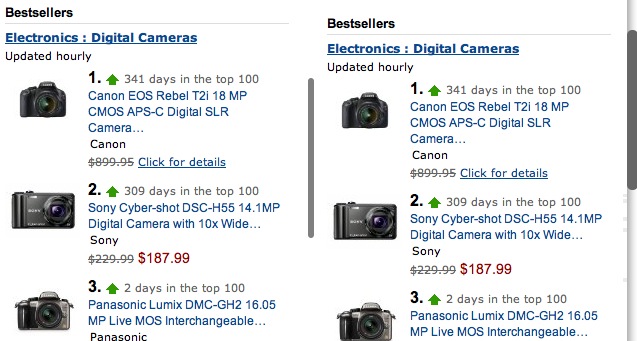 Bestsellers
Electronics : Digital Cameras
Updated hourly
1. 341 days in the top 100
Canon EOS Rebel T2i 18 MP
CMOS APS-C Digital SLR
Camera…
Canon
$899.95 Click for details
2. 309 days in the top 100
Sony Cyber-shot DSC-H55 14.1MP
Digital Camera with 10x Wide…
Sony
$229.99 $187.99
3. 2 days in the top 100
Panasonic Lumix DMC-GH2 16.05
MP Live MOS Interchangeable…
Panasonic
Bestsellers
Electronics : Digital Cameras
Updated hourly
1. 341 days in the top 100
Canon EOS Rebel T2i 18 MP
CMOS APS-C Digital SLR
Camera…
Canon
$899.95 Click for details
2. 309 days in the top 100
Sony Cyber-shot DSC-H55 14.1MP
Digital Camera with 10x Wide…
Sony
$229.99 $187.99
3. 2 days in the top 100
Panasonic Lumix DMC-GH2 16.05
MP Live MOS Interchangeable…